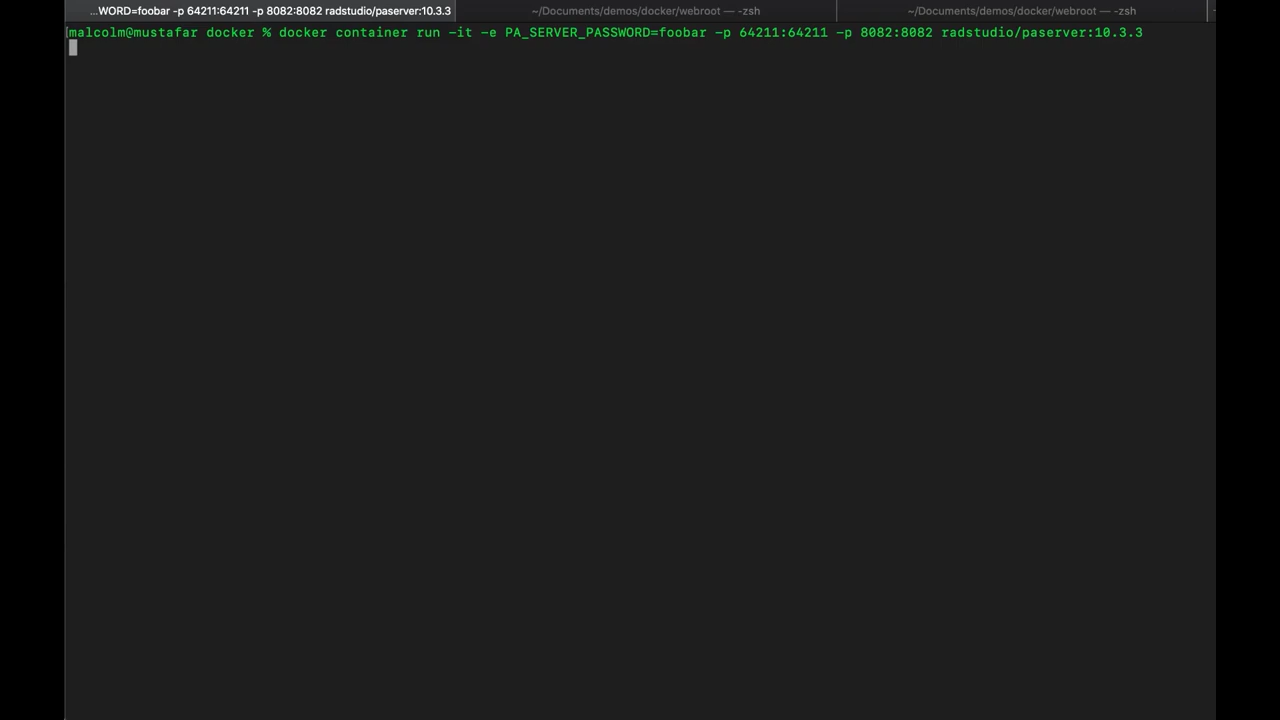 ...WORD=foobar -p 64211:64211 -p 8082:8082 radstudio/paserver:10.3.3
~/Documents/demos/docker/webroot — -zsh
~/Documents/demos/docker/webroot — -zsh
[malcolm@mustafar docker % docker container run -it -e PA_SERVER_PASSWORD=foobar -p 64211:64211 -p 8082:8082 radstudio/paserver:10.3.3